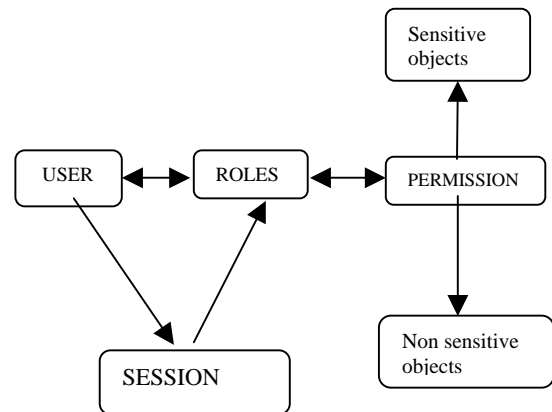 Sensitive
objects
USER
ROLES
PERMISSION
Non sensitive
objects
SESSION